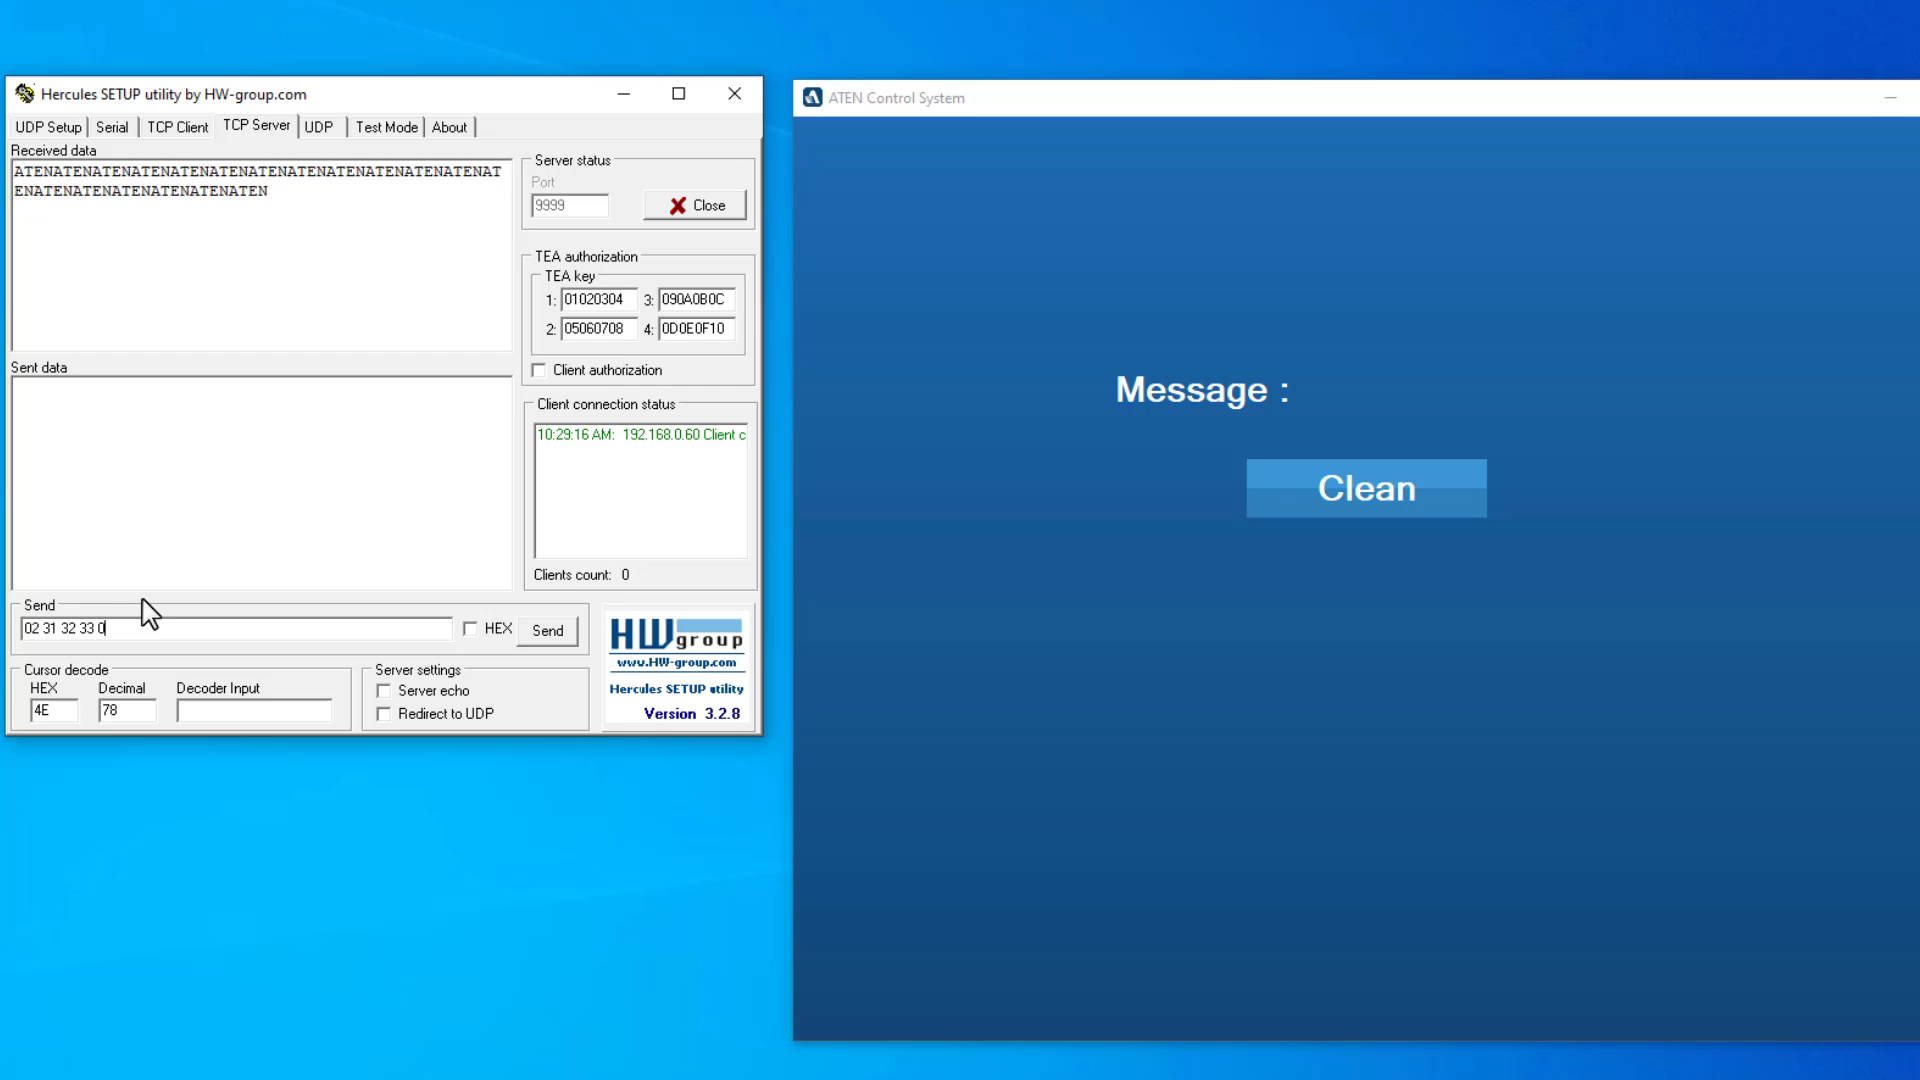 Hercules SETUP utility by HW-group.com
UDP Setup
Serial
TCP Client
TCP Server
UDP
Test Mode
About
Received data
ATENATENATENATENATENATENATENATENATENATENATENATENATENAT
ENATENATENATENATENATENATENATEN
Server status
Port
9999
Close
TEA authorization
TEA key
1: 01020304
3: 090A0B0C
2: 05060708
4: 0D0E0F10
Client authorization
Sent data
Client connection status
10:29:16 AM: 192.168.0.60 Client c
Clients count: 0
Send
02 31 32 33 0
HEX
Send
Cursor decode
HEX
Decimal
Decoder Input
4E
78
Server settings
Server echo
Redirect to UDP
HW group
www.HW-group.com
Hercules SETUP utility
Version 3.2.8
ATEN Control System
Message :
Clean